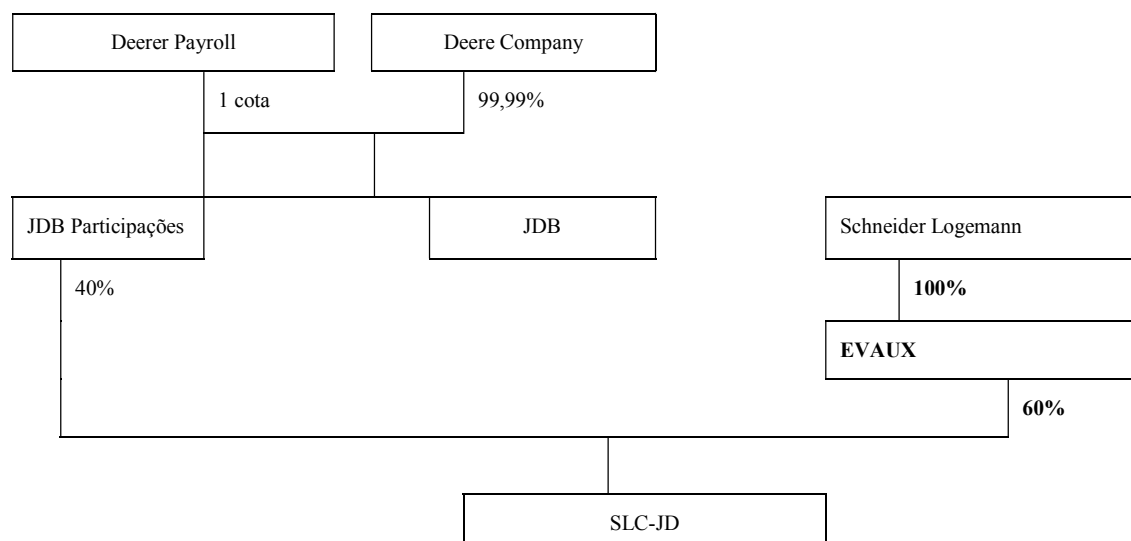 Deerer Payroll
Deere Company
1 cota
99,99%
JDB Participações
JDB
Schneider Logemann
40%
100%
EVAUX
60%
SLC-JD